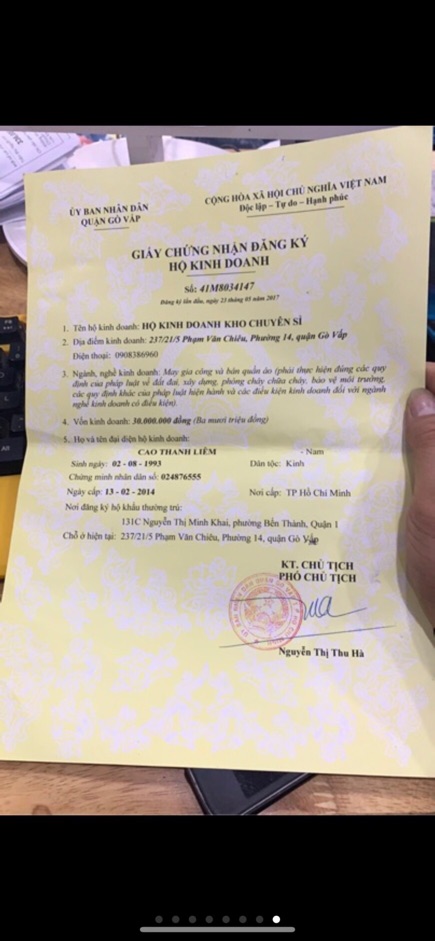 ỦY BAN NHÂN DÂN
QUẬN GÒ VẤP
CỘNG HÒA XÃ HỘI CHỦ NGHĨA VIỆT NAM
Độc lập – Tự do – Hạnh phúc
GIẤY CHỨNG NHẬN ĐĂNG KÝ
HỘ KINH DOANH
Số: 41M8034147
Đăng ký lần đầu, ngày 23 tháng 05 năm 2017
1. Tên hộ kinh doanh: HỘ KINH DOANH KHO CHUYÊN SỈ
2. Địa điểm kinh doanh: 237/21/5 Phạm Văn Chiêu, Phường 14, quận Gò Vấp
Điện thoại: 0908386960
3. Ngành, nghề kinh doanh: May gia công và bán quần áo (phải thực hiện đúng các quy
định của pháp luật về đất đai, xây dựng, phòng cháy chữa cháy, bảo vệ môi trường,
các quy định khác của pháp luật hiện hành và các điều kiện kinh doanh đối với ngành
nghề kinh doanh có điều kiện).
4. Vốn kinh doanh: 30.000.000 đồng (Ba mươi triệu đồng)
5. Họ và tên đại diện hộ kinh doanh:
CAO THANH LIÊM - Nam
Sinh ngày: 02 - 08 - 1993 Dân tộc: Kinh
Chứng minh nhân dân số: 024876555
Ngày cấp: 13 - 02 - 2014 Nơi cấp: TP Hồ Chí Minh
Nơi đăng ký hộ khẩu thường trú:
131C Nguyễn Thị Minh Khai, phường Bến Thành, Quận 1
Chỗ ở hiện tại: 237/21/5 Phạm Văn Chiêu, Phường 14, quận Gò Vấp
KT. CHỦ TỊCH
PHÓ CHỦ TỊCH
Nguyễn Thị Thu Hà